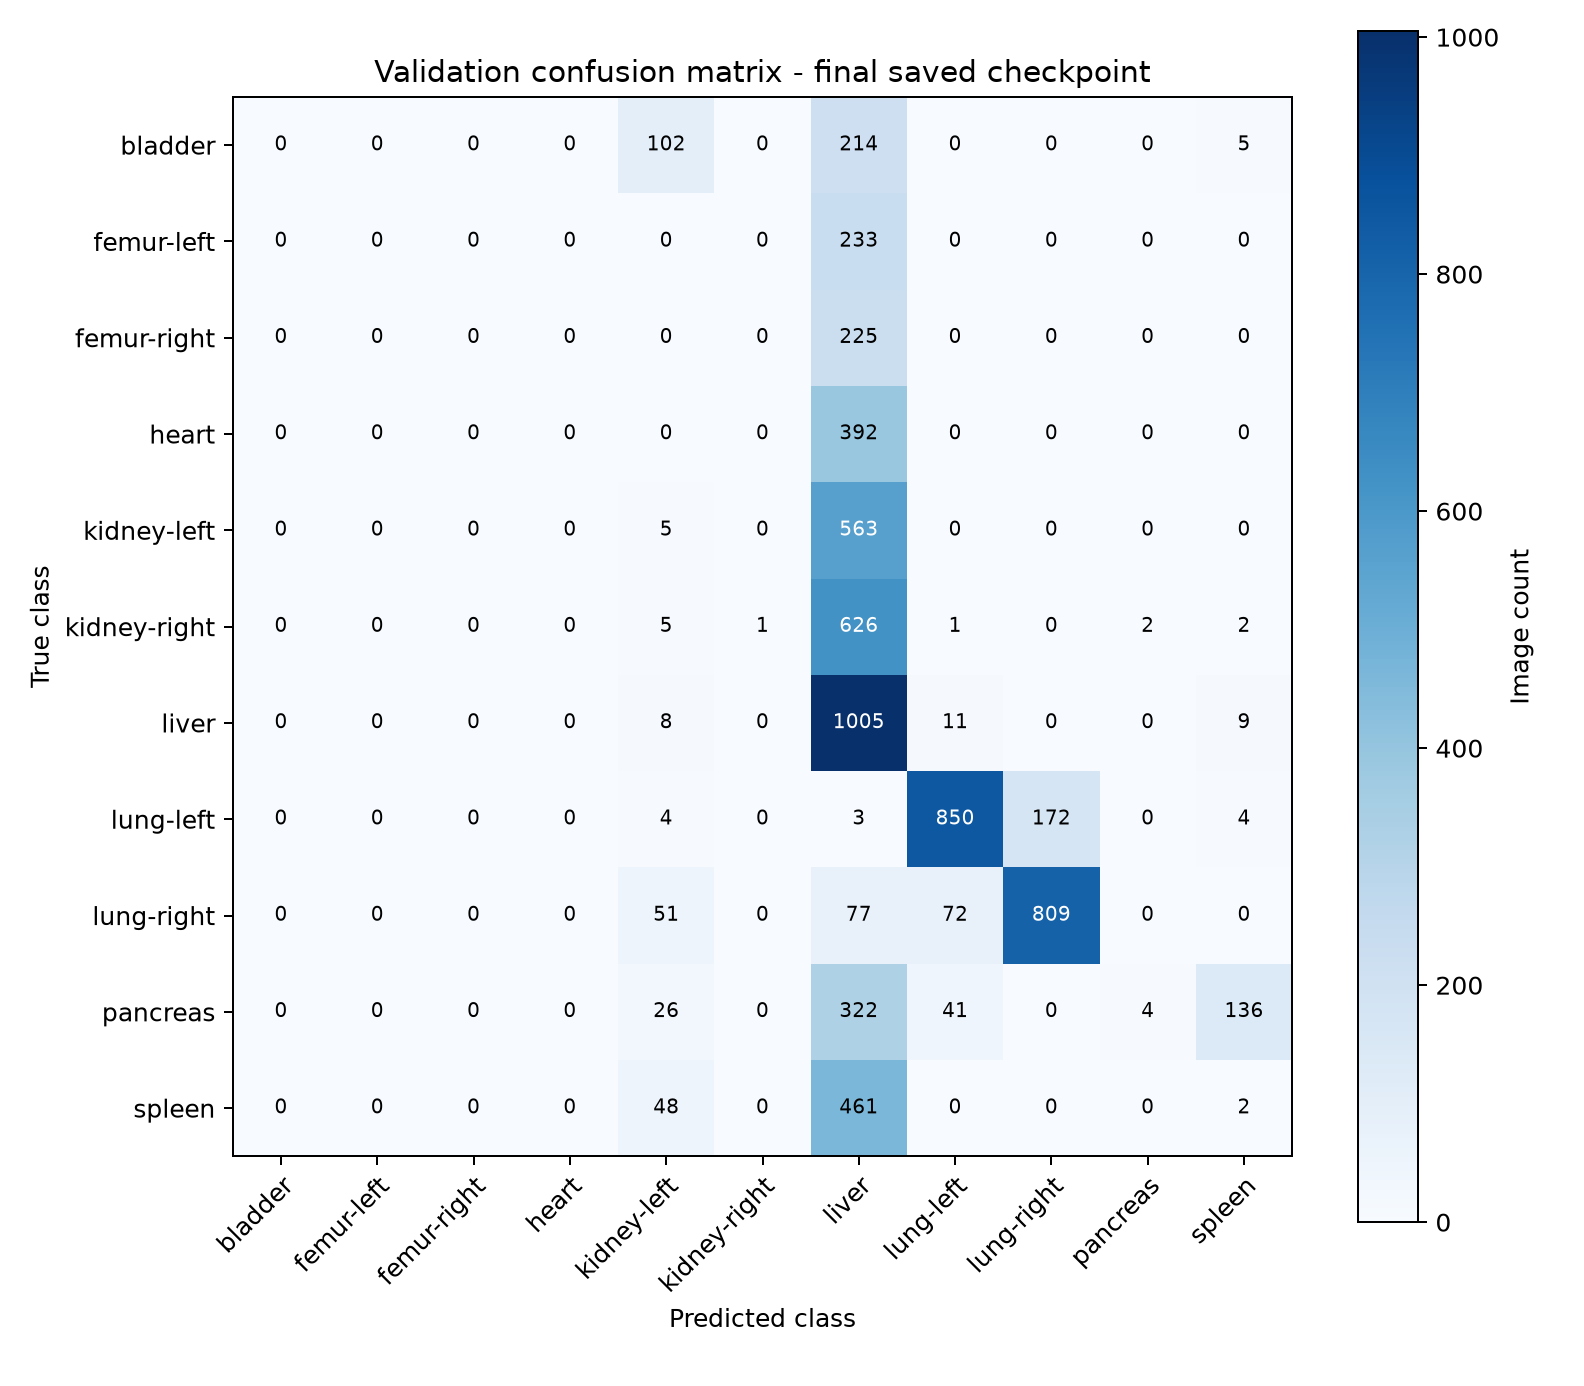 Validation confusion matrix - final saved checkpoint
bladder 0 0 0 0 102 0 214 0 0 0 5
femur-left 0 0 0 0 0 0 233 0 0 0 0
femur-right 0 0 0 0 0 0 225 0 0 0 0
heart 0 0 0 0 0 0 392 0 0 0 0
kidney-left 0 0 0 0 5 0 563 0 0 0 0
kidney-right 0 0 0 0 5 1 626 1 0 2 2
liver 0 0 0 0 8 0 1005 11 0 0 9
lung-left 0 0 0 0 4 0 3 850 172 0 4
lung-right 0 0 0 0 51 0 77 72 809 0 0
pancreas 0 0 0 0 26 0 322 41 0 4 136
spleen 0 0 0 0 48 0 461 0 0 0 2
True class
bladder
femur-left
femur-right
heart
kidney-left
kidney-right
liver
lung-left
lung-right
pancreas
spleen
Predicted class
1000
800
600
400
200
0
Image count